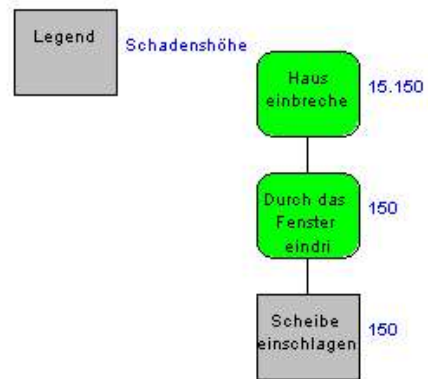 Legend
Schadenshöhe
Haus
einbreche
15.150
Durch das
Fenster
eindri
150
Scheibe
einschlagen
150